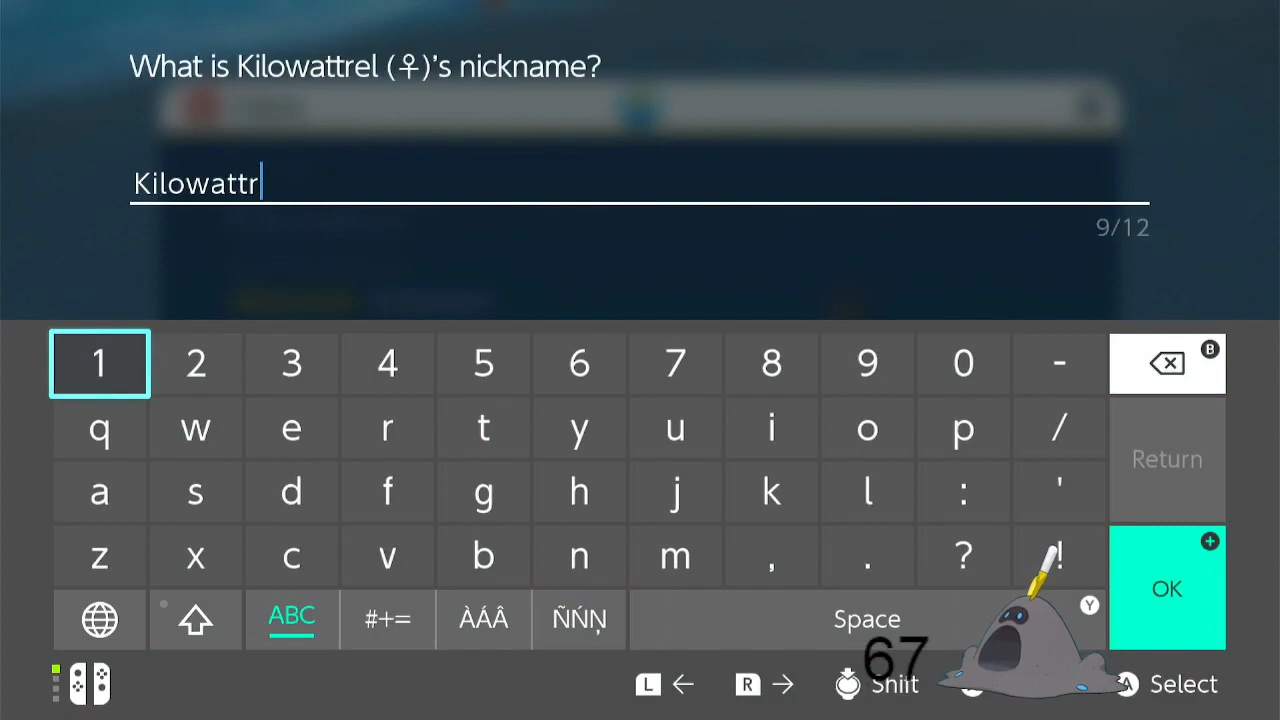 What is Kilowattrel (♀)'s nickname?
Kilowattr
9/12
1 2 3 4 5 6 7 8 9 0 - B
q w e r t y u i o p /
Return
a s d f g h j k l : '
z x c v b n m , . ? !
+
OK
ABC #+= ÀÁÂ ÑŃŅ Space Y
67
L ← R → Shift A Select